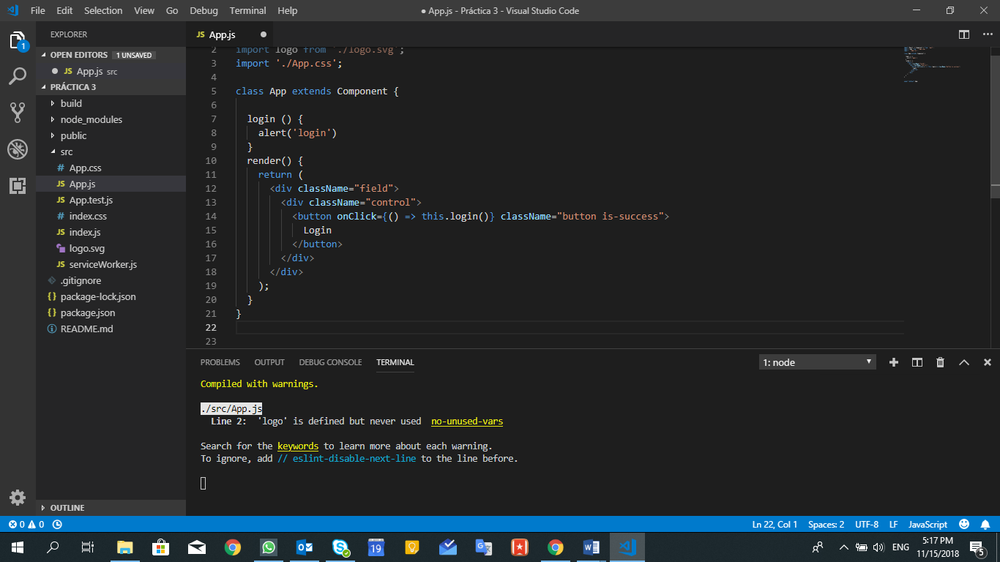 File Edit Selection View Go Debug Terminal Help
● App.js - Práctica 3 - Visual Studio Code
EXPLORER
OPEN EDITORS 1 UNSAVED
● JS App.js src
PRÁCTICA 3
build
node_modules
public
src
# App.css
JS App.js
JS App.test.js
# index.css
JS index.js
logo.svg
JS serviceWorker.js
.gitignore
{} package-lock.json
{} package.json
README.md
OUTLINE
1
JS App.js ●
2 import logo from './logo.svg';
3 import './App.css';
4
5 class App extends Component {
6
7 login () {
8 alert('login')
9 }
10 render() {
11 return (
12 <div className="field">
13 <div className="control">
14 <button onClick={() => this.login()} className="button is-success">
15 Login
16 </button>
17 </div>
18 </div>
19 );
20 }
21 }
22
23
PROBLEMS OUTPUT DEBUG CONSOLE TERMINAL
1: node
Compiled with warnings.
./src/App.js
Line 2: 'logo' is defined but never used no-unused-vars
Search for the keywords to learn more about each warning.
To ignore, add // eslint-disable-next-line to the line before.
0 0
Ln 22, Col 1 Spaces: 2 UTF-8 LF JavaScript
19
ENG
5:17 PM
11/15/2018
5